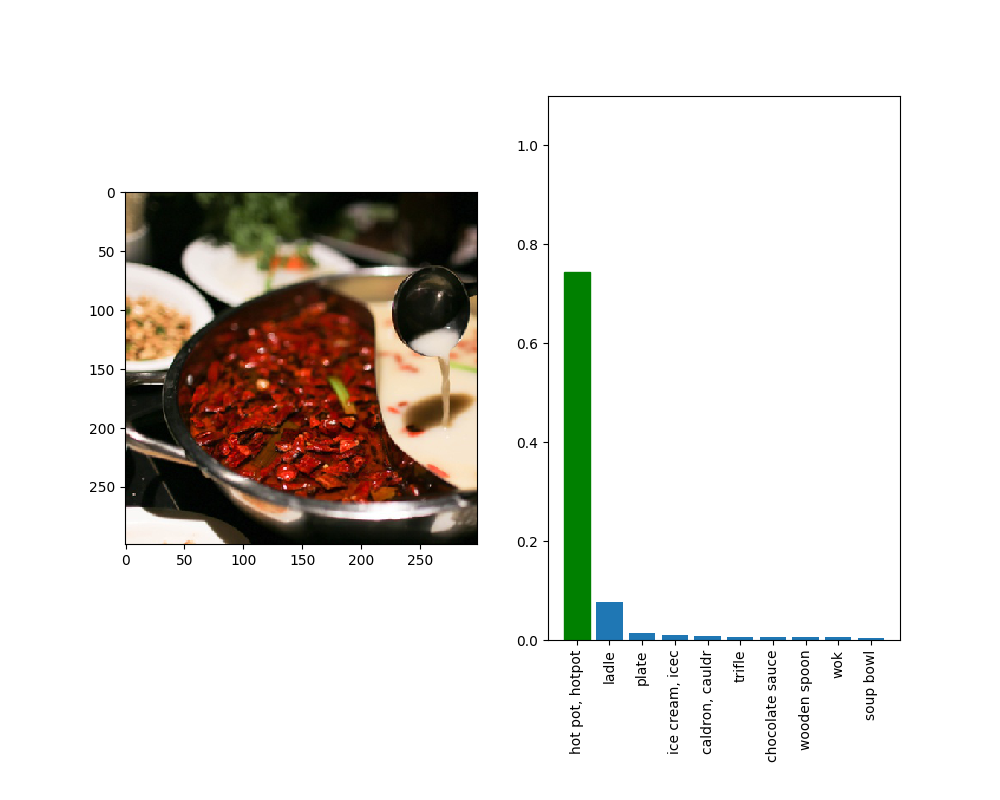 0
50
100
150
200
250
0 50 100 150 200 250
1.0
0.8
0.6
0.4
0.2
0.0
hot pot, hotpot
ladle
plate
ice cream, icec
caldron, cauldr
trifle
chocolate sauce
wooden spoon
wok
soup bowl